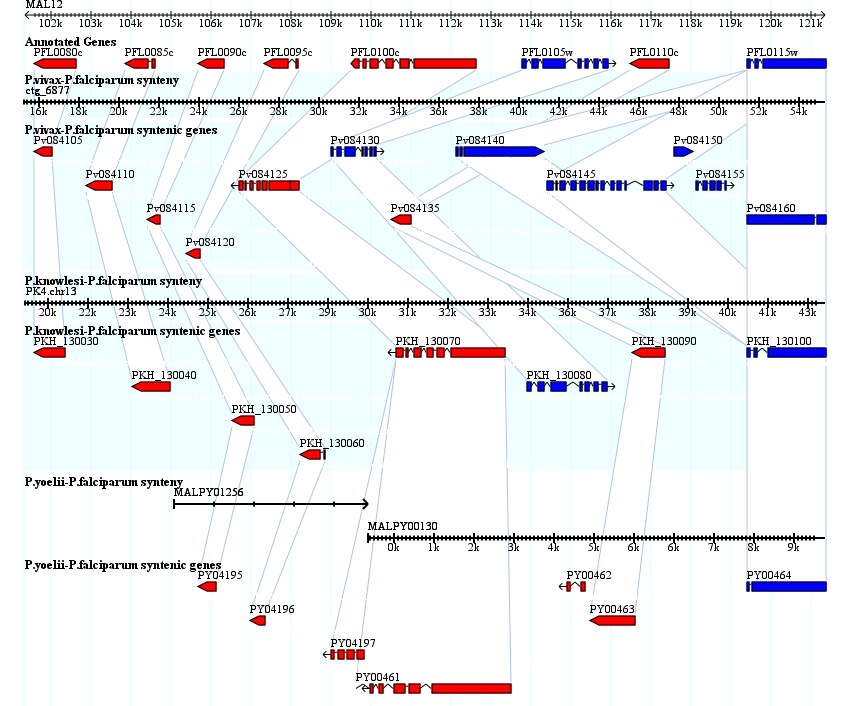 MAL12
102k 103k 104k 105k 106k 107k 108k 109k 110k 111k 112k 113k 114k 115k 116k 117k 118k 119k 120k 121k
Annotated Genes
PFL0080c PFL0085c PFL0090c PFL0095c PFL0100c PFL0105w PFL0110c PFL0115w
P.vivax-P.falciparum synteny
ctg_6877
16k 18k 20k 22k 24k 26k 28k 30k 32k 34k 36k 38k 40k 42k 44k 46k 48k 50k 52k 54k
P.vivax-P.falciparum syntenic genes
Pv084105 Pv084130 Pv084140 Pv084150
Pv084110 Pv084125 Pv084145 Pv084155
Pv084115 Pv084135 Pv084160
Pv084120
P.knowlesi-P.falciparum synteny
PK4.chr13
20k 22k 23k 24k 25k 26k 27k 28k 30k 31k 32k 33k 34k 35k 36k 37k 38k 39k 40k 41k 43k
P.knowlesi-P.falciparum syntenic genes
PKH_130030 PKH_130070 PKH_130090 PKH_130100
PKH_130040 PKH_130080
PKH_130050
PKH_130060
P.yoelii-P.falciparum synteny
MALPY01256
MALPY00130
0k 1k 2k 3k 4k 5k 6k 7k 8k 9k
P.yoelii-P.falciparum syntenic genes
PY04195 PY00462 PY00464
PY04196 PY00463
PY04197
PY00461